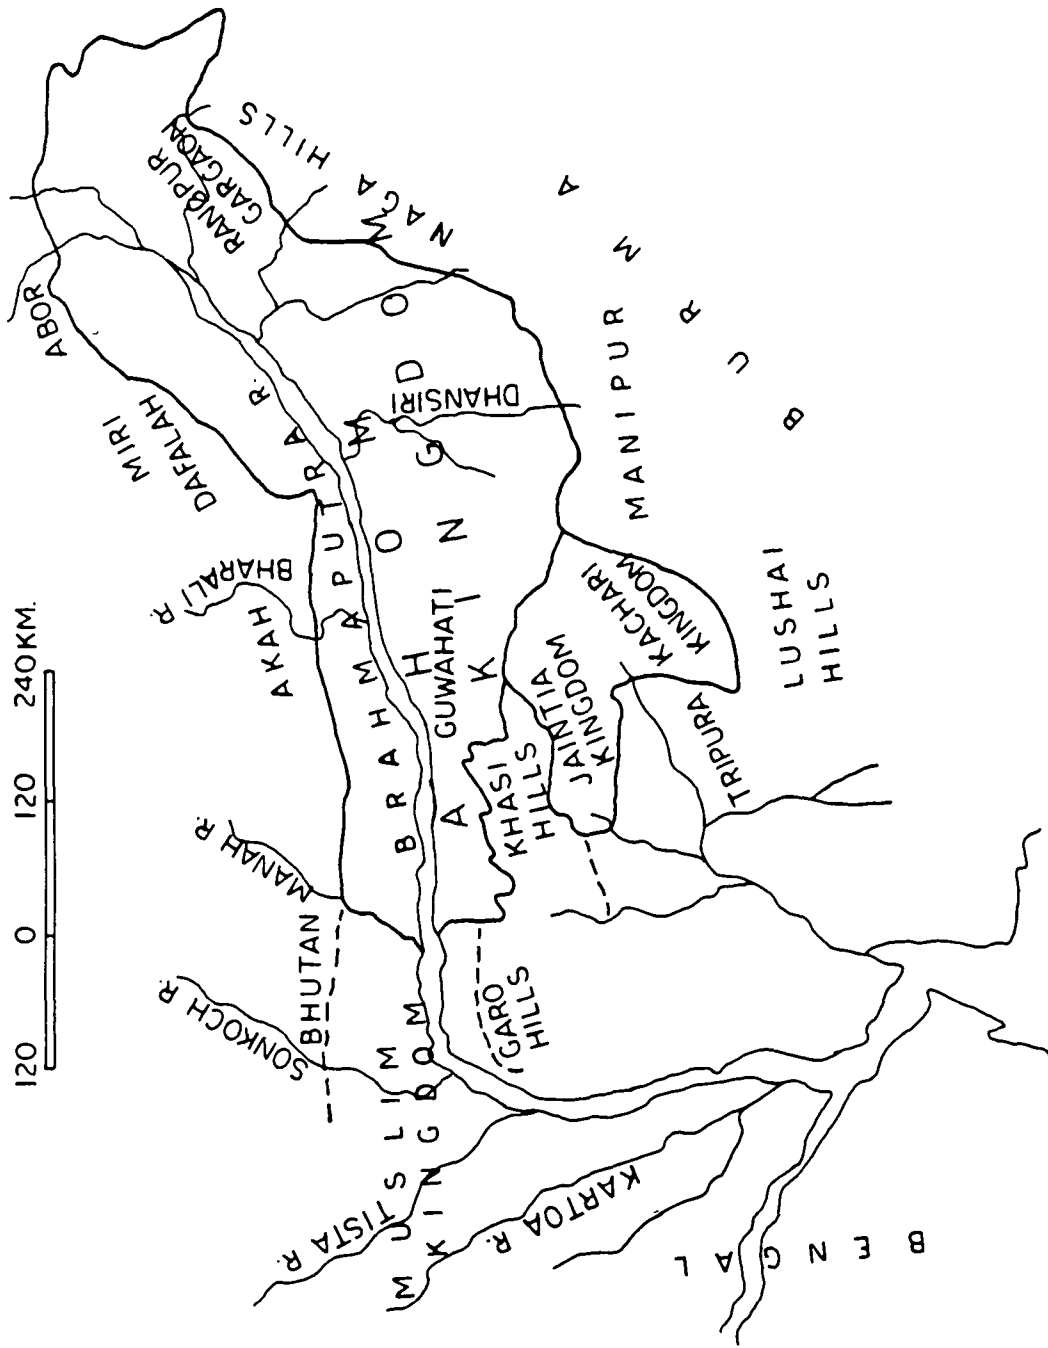 120 0 120 240KM.
ABOR
MIRI
DAFALAH
AKAH
BHARALI R.
MANAH R.
BHUTAN
SONKOCH R.
TISTA R.
KARTOA R.
MUSLIM
KINGDOM
BRAHMAPUTRA R.
AHOM
KINGDOM
RANGPUR
GARGAON
NAGA HILLS
DHANSIRI
GUWAHATI
GARO
HILLS
KHASI
HILLS
JAINTIA
KINGDOM
KACHARI
KINGDOM
MANIPUR
BURMA
LUSHAI
HILLS
TRIPURA
BENGAL